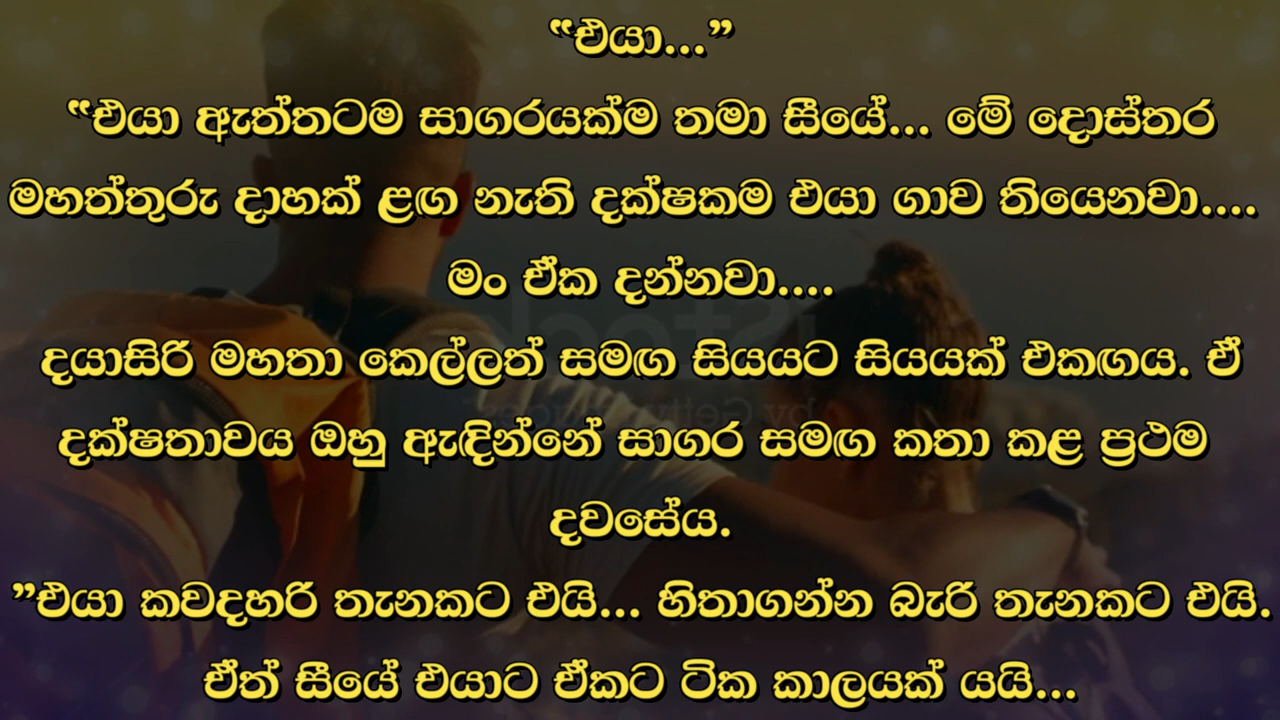 “එයා...”
“එයා ඇත්තටම සාගරයක්ම තමා සීයේ... මේ දොස්තර
මහත්තුරු දාහක් ළඟ නැති දක්ෂකම එයා ගාව තියෙනවා....
මං ඒක දන්නවා....
දයාසිරි මහතා කෙල්ලත් සමඟ සියයට සියයක් එකඟය. ඒ
දක්ෂතාවය ඔහු ඇඳින්නේ සාගර සමඟ කතා කළ ප්‍රථම
දවසේය.
”එයා කවදහරි තැනකට එයි... හිතාගන්න බැරි තැනකට එයි.
ඒත් සීයේ එයාට ඒකට ටික කාලයක් යයි...